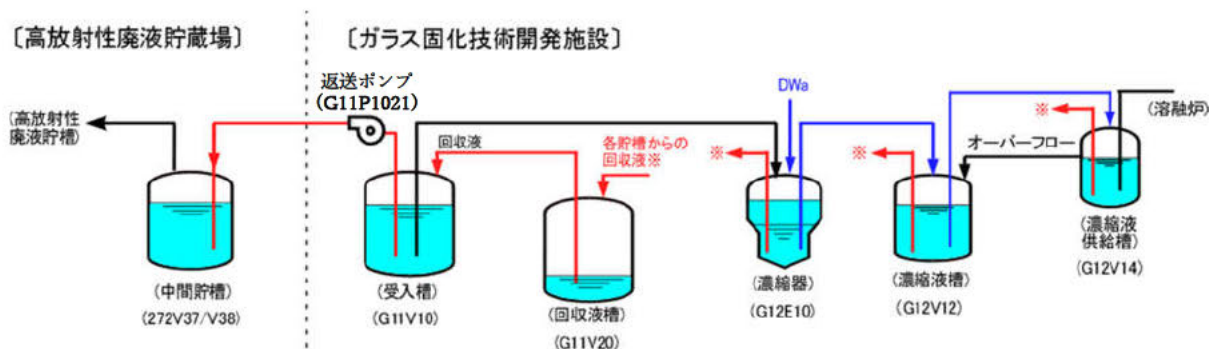 〔高放射性廃液貯蔵場〕
〔ガラス固化技術開発施設〕
返送ポンプ
(G11P1021)
DWa
※
(溶融炉)
(高放射性
廃液貯槽)
回収液
各貯槽からの
回収液※
※
※
オーバーフロー
(濃縮液
供給槽)
(G12V14)
(中間貯槽)
(272V37/V38)
(受入槽)
(G11V10)
(回収液槽)
(G11V20)
(濃縮器)
(G12E10)
(濃縮液槽)
(G12V12)